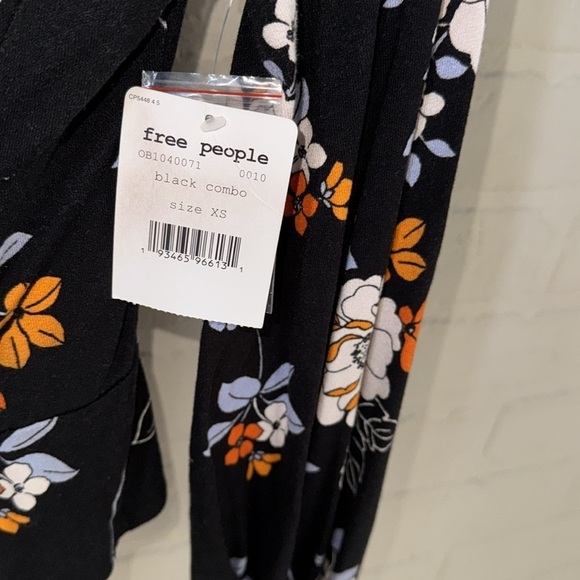 CP5448 4.5
free people
OB1040071 0010
black combo
size XS
1 93465 96613 1